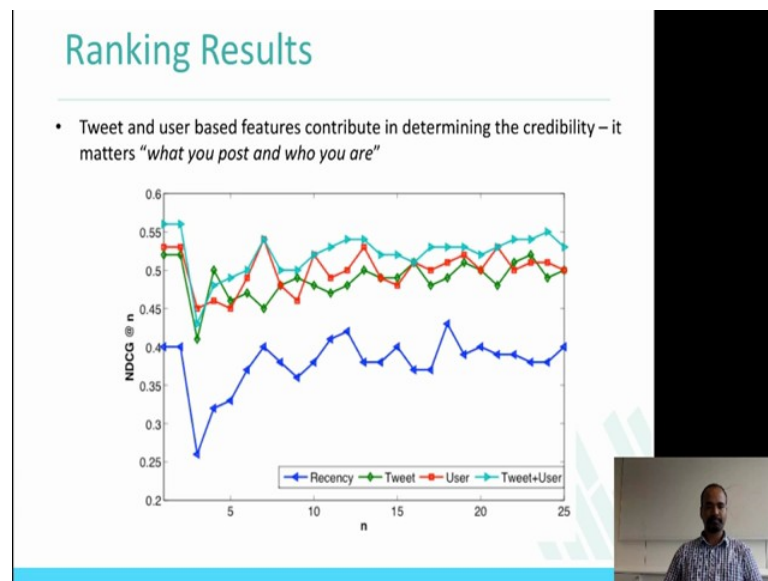 Ranking Results
• Tweet and user based features contribute in determining the credibility – it
matters “what you post and who you are”
0.6
0.55
0.5
0.45
0.4
0.35
0.3
0.25
0.2
NDCG @ n
5 10 15 20 25
n
Recency Tweet User Tweet+User